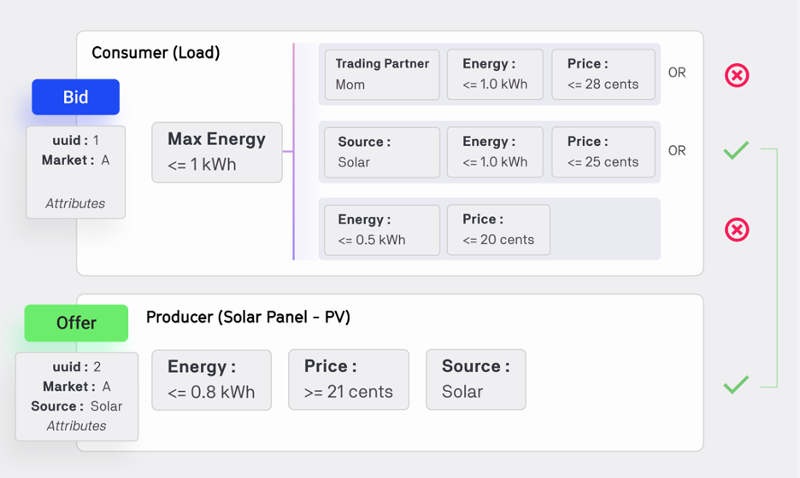 Consumer (Load)
Bid
uuid : 1
Market : A
Attributes
Max Energy
<= 1 kWh
Trading Partner
Mom
Energy :
<= 1.0 kWh
Price :
<= 28 cents
OR
Source :
Solar
Energy :
<= 1.0 kWh
Price :
<= 25 cents
OR
Energy :
<= 0.5 kWh
Price :
<= 20 cents
Offer
Producer (Solar Panel - PV)
uuid : 2
Market : A
Source : Solar
Attributes
Energy :
<= 0.8 kWh
Price :
>= 21 cents
Source :
Solar